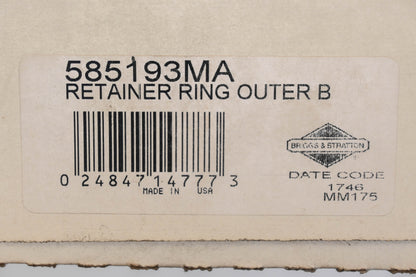 585193MA
RETAINER RING OUTER B
0 24847 14777 3
MADE IN USA
BRIGGS & STRATTON
DATE CODE
1746
MM175